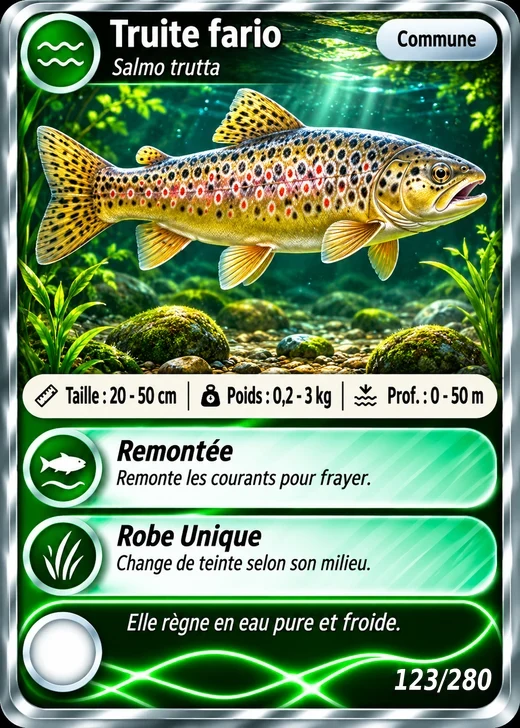 Truite fario
Commune
Salmo trutta
Taille : 20 - 50 cm
Poids : 0,2 - 3 kg
Prof. : 0 - 50 m
Remontée
Remonte les courants pour frayer.
Robe Unique
Change de teinte selon son milieu.
Elle règne en eau pure et froide.
123/280